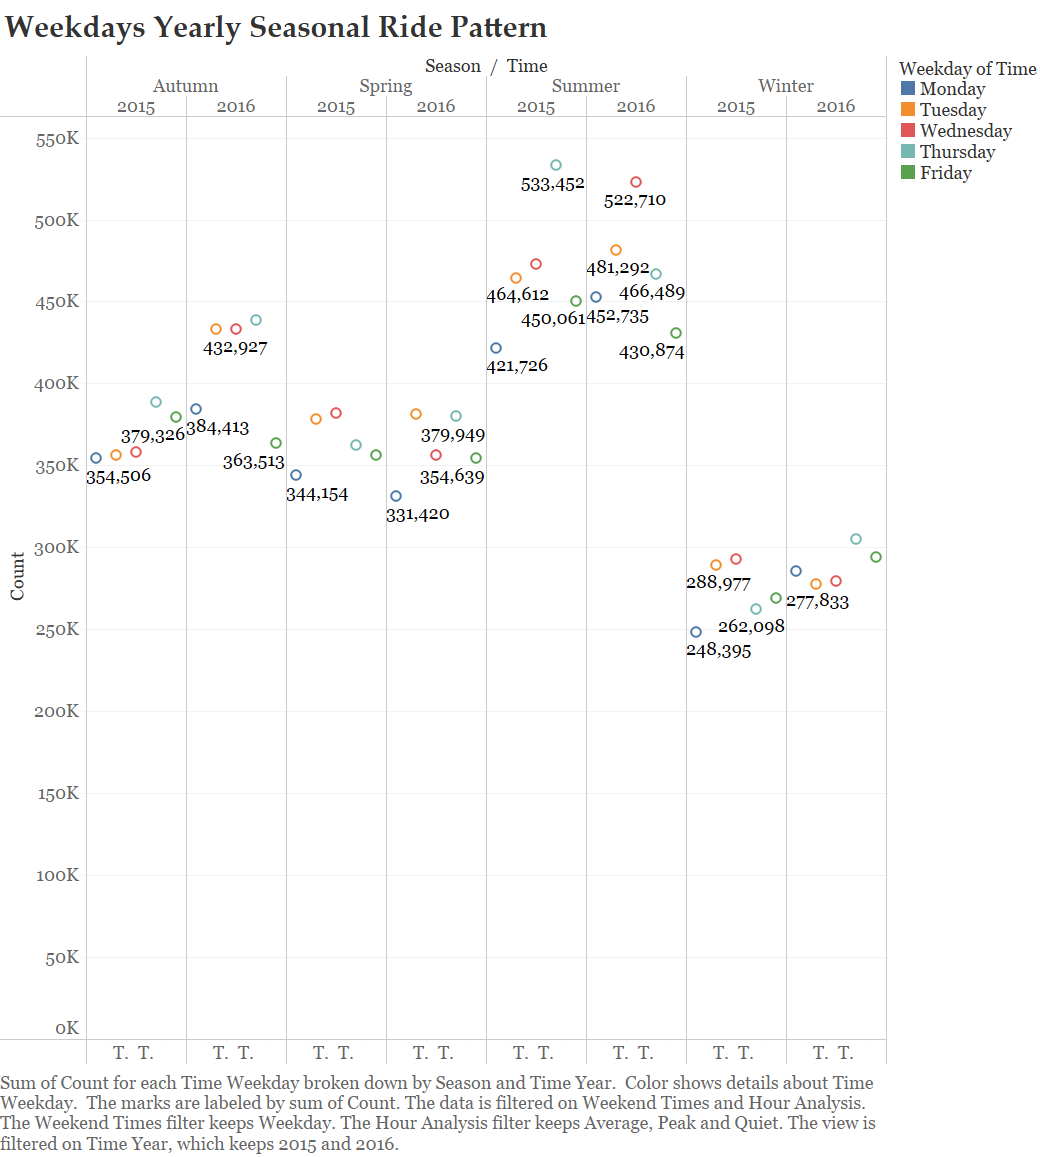 Weekdays Yearly Seasonal Ride Pattern
Season / Time
Autumn Spring Summer Winter
2015 2016 2015 2016 2015 2016 2015 2016
Weekday of Time
Monday
Tuesday
Wednesday
Thursday
Friday
Count
550K
500K
450K
400K
350K
300K
250K
200K
150K
100K
50K
0K
533,452
522,710
481,292
464,612
466,489
450,061
452,735
432,927
430,874
421,726
379,326
384,413
379,949
363,513
354,506
354,639
344,154
331,420
288,977
277,833
262,098
248,395
T. T. T. T. T. T. T. T. T. T. T. T. T. T. T. T.
Sum of Count for each Time Weekday broken down by Season and Time Year. Color shows details about Time
Weekday. The marks are labeled by sum of Count. The data is filtered on Weekend Times and Hour Analysis.
The Weekend Times filter keeps Weekday. The Hour Analysis filter keeps Average, Peak and Quiet. The view is
filtered on Time Year, which keeps 2015 and 2016.